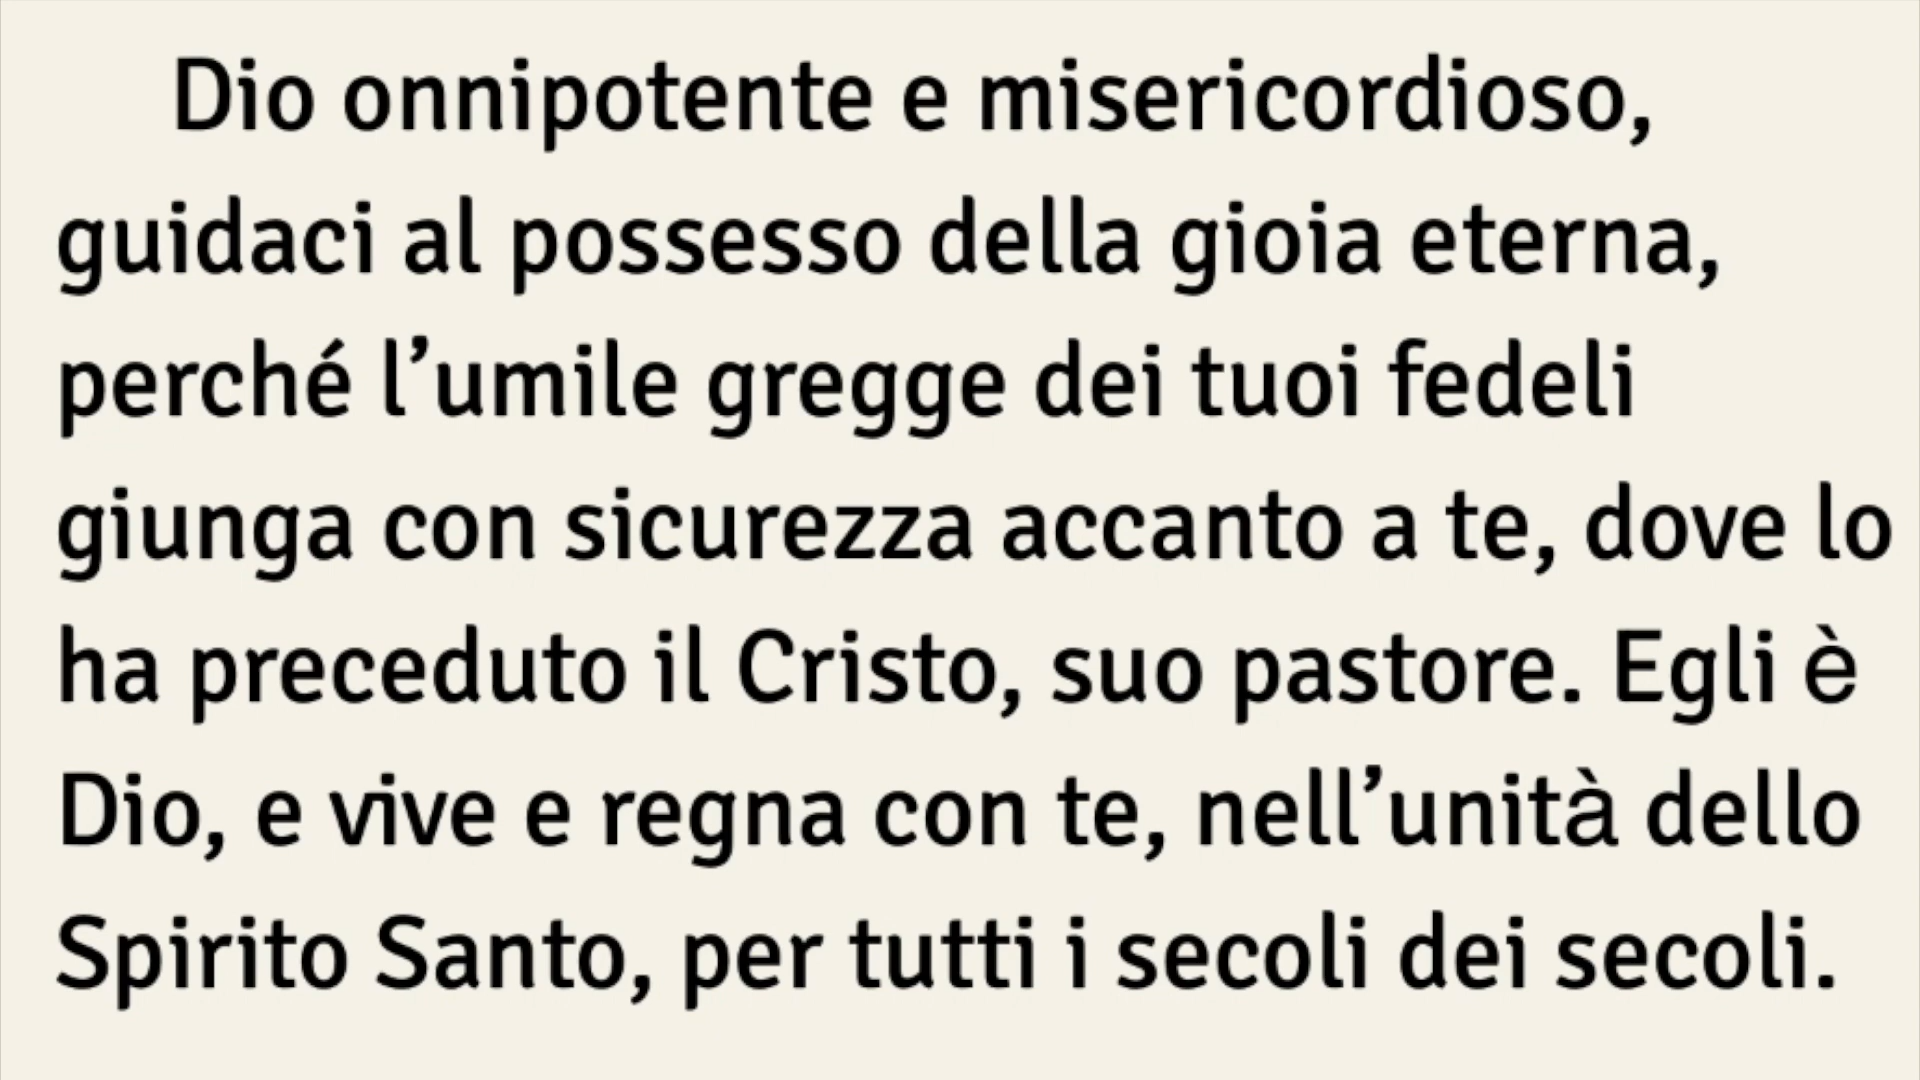 Dio onnipotente e misericordioso,
guidaci al possesso della gioia eterna,
perché l’umile gregge dei tuoi fedeli
giunga con sicurezza accanto a te, dove lo
ha preceduto il Cristo, suo pastore. Egli è
Dio, e vive e regna con te, nell’unità dello
Spirito Santo, per tutti i secoli dei secoli.